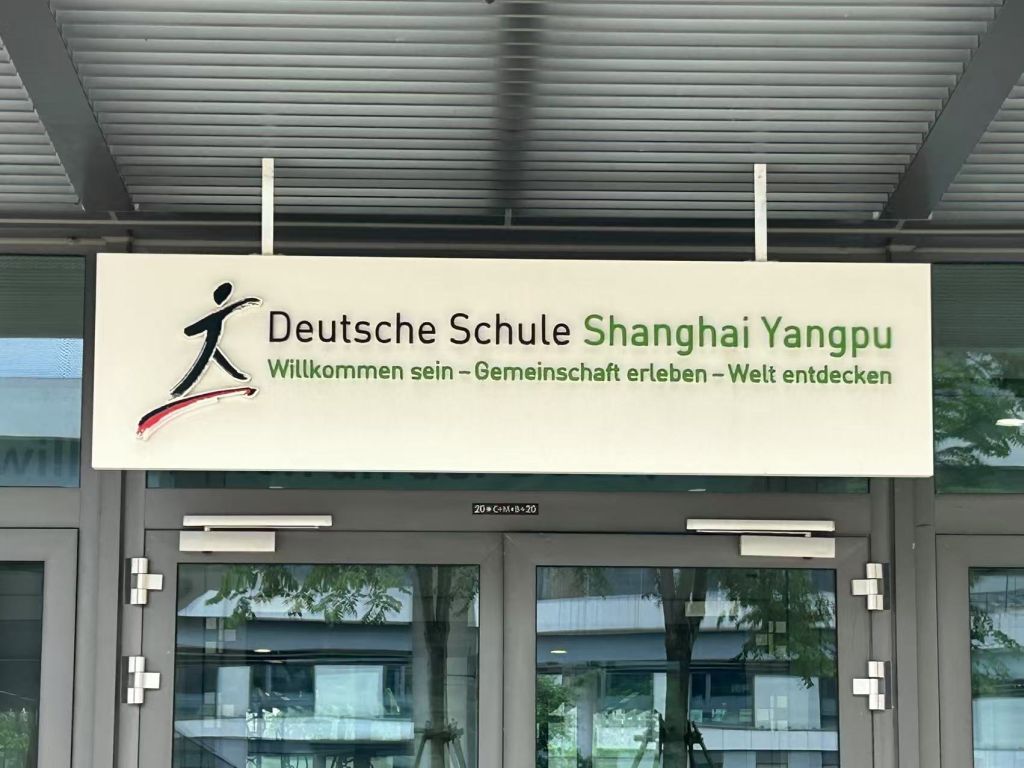 Deutsche Schule Shanghai Yangpu
Willkommen sein – Gemeinschaft erleben – Welt entdecken
20*C+M+B+20